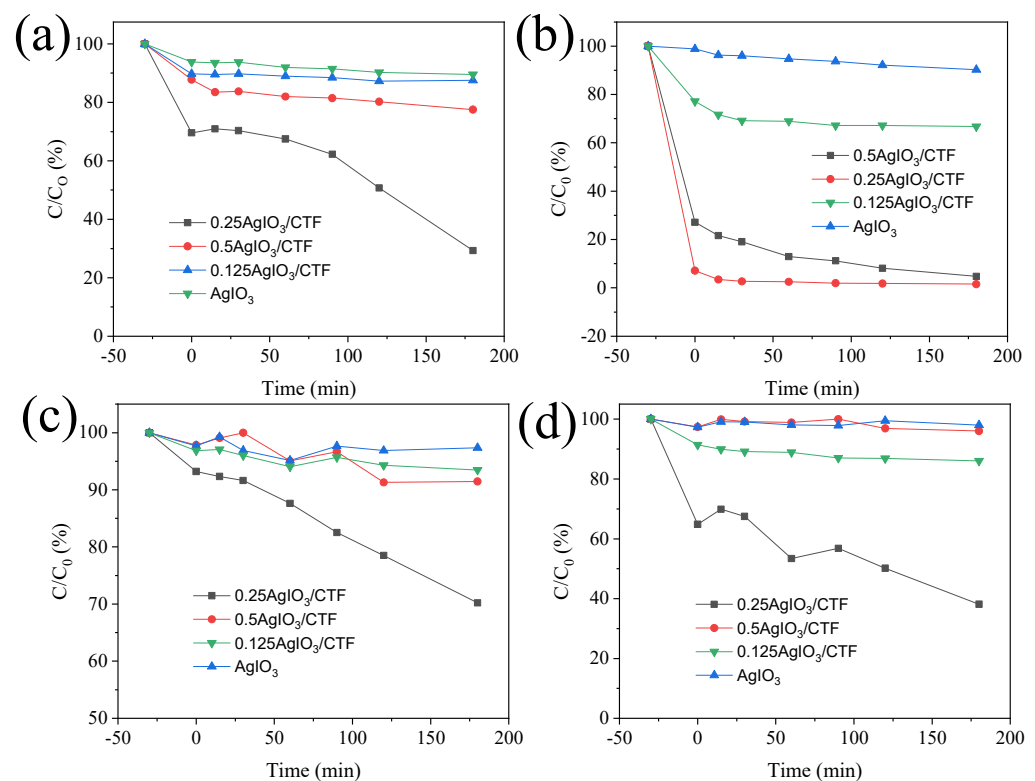 (a)
100
80
60
40
20
0
C/C_O (%)
0.25AgIO₃/CTF
0.5AgIO₃/CTF
0.125AgIO₃/CTF
AgIO₃
-50 0 50 100 150 200
Time (min)
(b)
100
80
60
40
20
0
-20
C/C₀ (%)
0.5AgIO₃/CTF
0.25AgIO₃/CTF
0.125AgIO₃/CTF
AgIO₃
-50 0 50 100 150 200
Time (min)
(c)
100
90
80
70
60
50
C/C₀ (%)
0.25AgIO₃/CTF
0.5AgIO₃/CTF
0.125AgIO₃/CTF
AgIO₃
-50 0 50 100 150 200
Time (min)
(d)
100
80
60
40
20
0
C/C₀ (%)
0.25AgIO₃/CTF
0.5AgIO₃/CTF
0.125AgIO₃/CTF
AgIO₃
-50 0 50 100 150 200
Time (min)